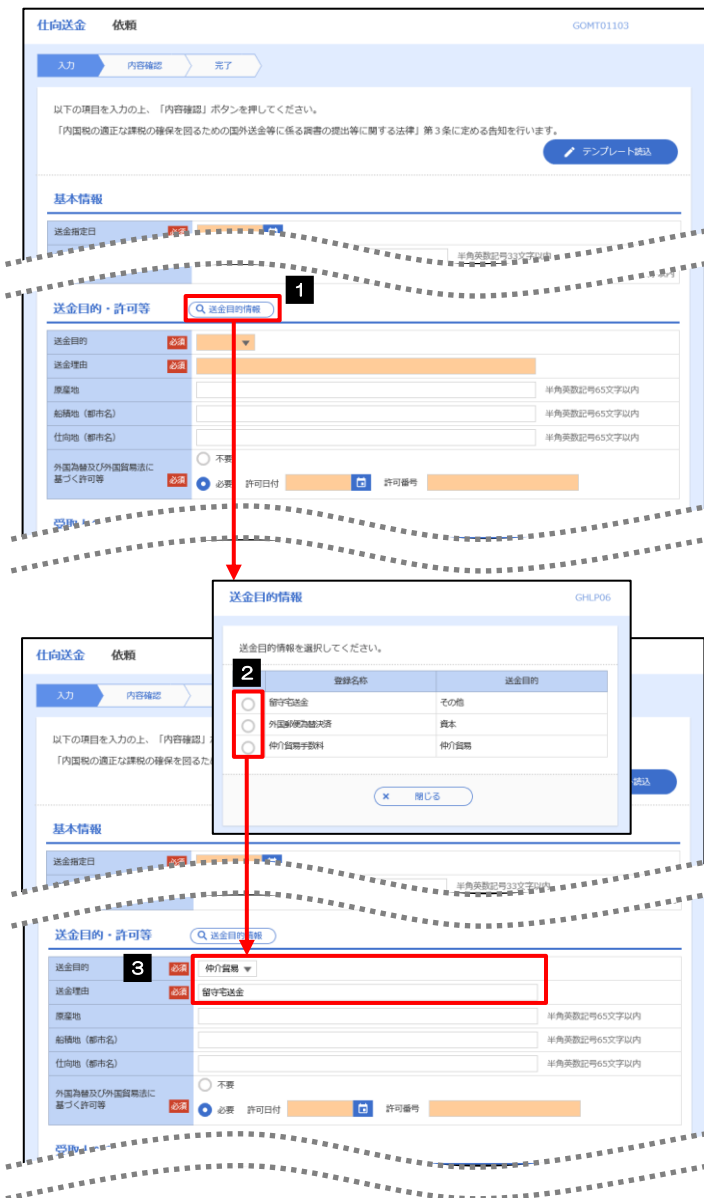 仕向送金 依頼 GOMT01103
入力 内容確認 完了
以下の項目を入力の上、「内容確認」ボタンを押してください。
「内国税の適正な課税の確保を図るための国外送金等に係る調書の提出等に関する法律」第3条に定める告知を行います。
テンプレート読込
基本情報
送金指定日 必須
半角英数記号33文字以内
1
送金目的・許可等 送金目的情報
送金目的 必須
送金理由 必須
原産地 半角英数記号65文字以内
船積地（都市名） 半角英数記号65文字以内
仕向地（都市名） 半角英数記号65文字以内
外国為替及び外国貿易法に
基づく許可等 必須
不要
必要 許可日付 許可番号
送金目的情報 GHLP06
送金目的情報を選択してください。
2
登録名称 送金目的
留守宅送金 その他
外国郵便為替決済 資本
仲介貿易手数料 仲介貿易
× 閉じる
仕向送金 依頼
入力 内容確認
以下の項目を入力の上、「内容確認」
「内国税の適正な課税の確保を図るた
読込
基本情報
送金指定日 必須
半角英数記号33文字以内
送金目的・許可等 送金目的情報
3
送金目的 必須 仲介貿易
送金理由 必須 留守宅送金
原産地 半角英数記号65文字以内
船積地（都市名） 半角英数記号65文字以内
仕向地（都市名） 半角英数記号65文字以内
外国為替及び外国貿易法に
基づく許可等 必須
不要
必要 許可日付 許可番号